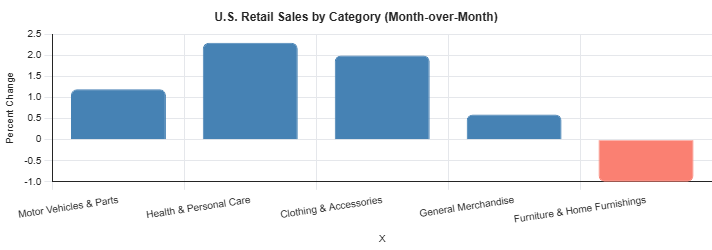 U.S. Retail Sales by Category (Month-over-Month)
Percent Change
2.5
2.0
1.5
1.0
0.5
0
-0.5
-1.0
Motor Vehicles & Parts
Health & Personal Care
Clothing & Accessories
General Merchandise
Furniture & Home Furnishings
X